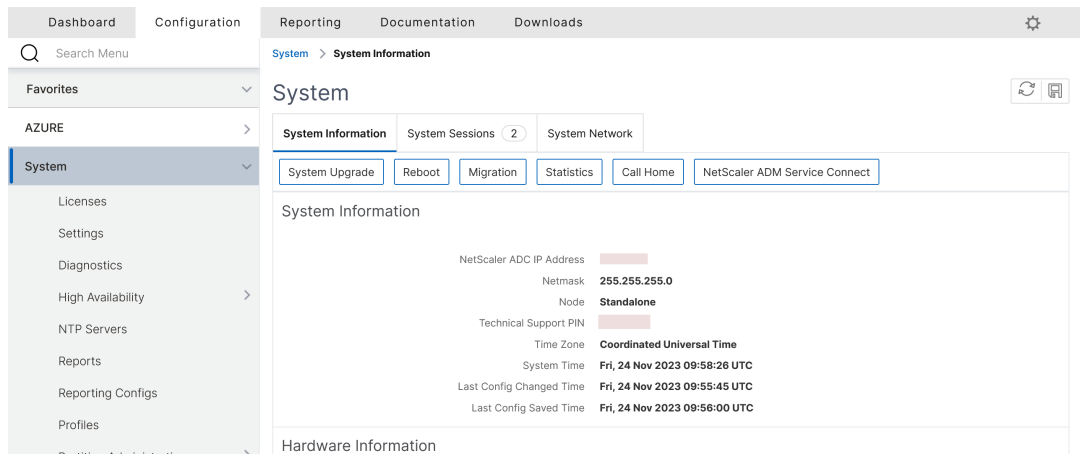 Dashboard Configuration Reporting Documentation Downloads
Search Menu
System > System Information
Favorites
System
AZURE
System Information System Sessions 2 System Network
System
System Upgrade Reboot Migration Statistics Call Home NetScaler ADM Service Connect
Licenses
System Information
Settings
Diagnostics
NetScaler ADC IP Address
Netmask 255.255.255.0
High Availability
Node Standalone
NTP Servers
Technical Support PIN
Time Zone Coordinated Universal Time
Reports
System Time Fri, 24 Nov 2023 09:58:26 UTC
Last Config Changed Time Fri, 24 Nov 2023 09:55:45 UTC
Reporting Configs
Last Config Saved Time Fri, 24 Nov 2023 09:56:00 UTC
Profiles
Hardware Information